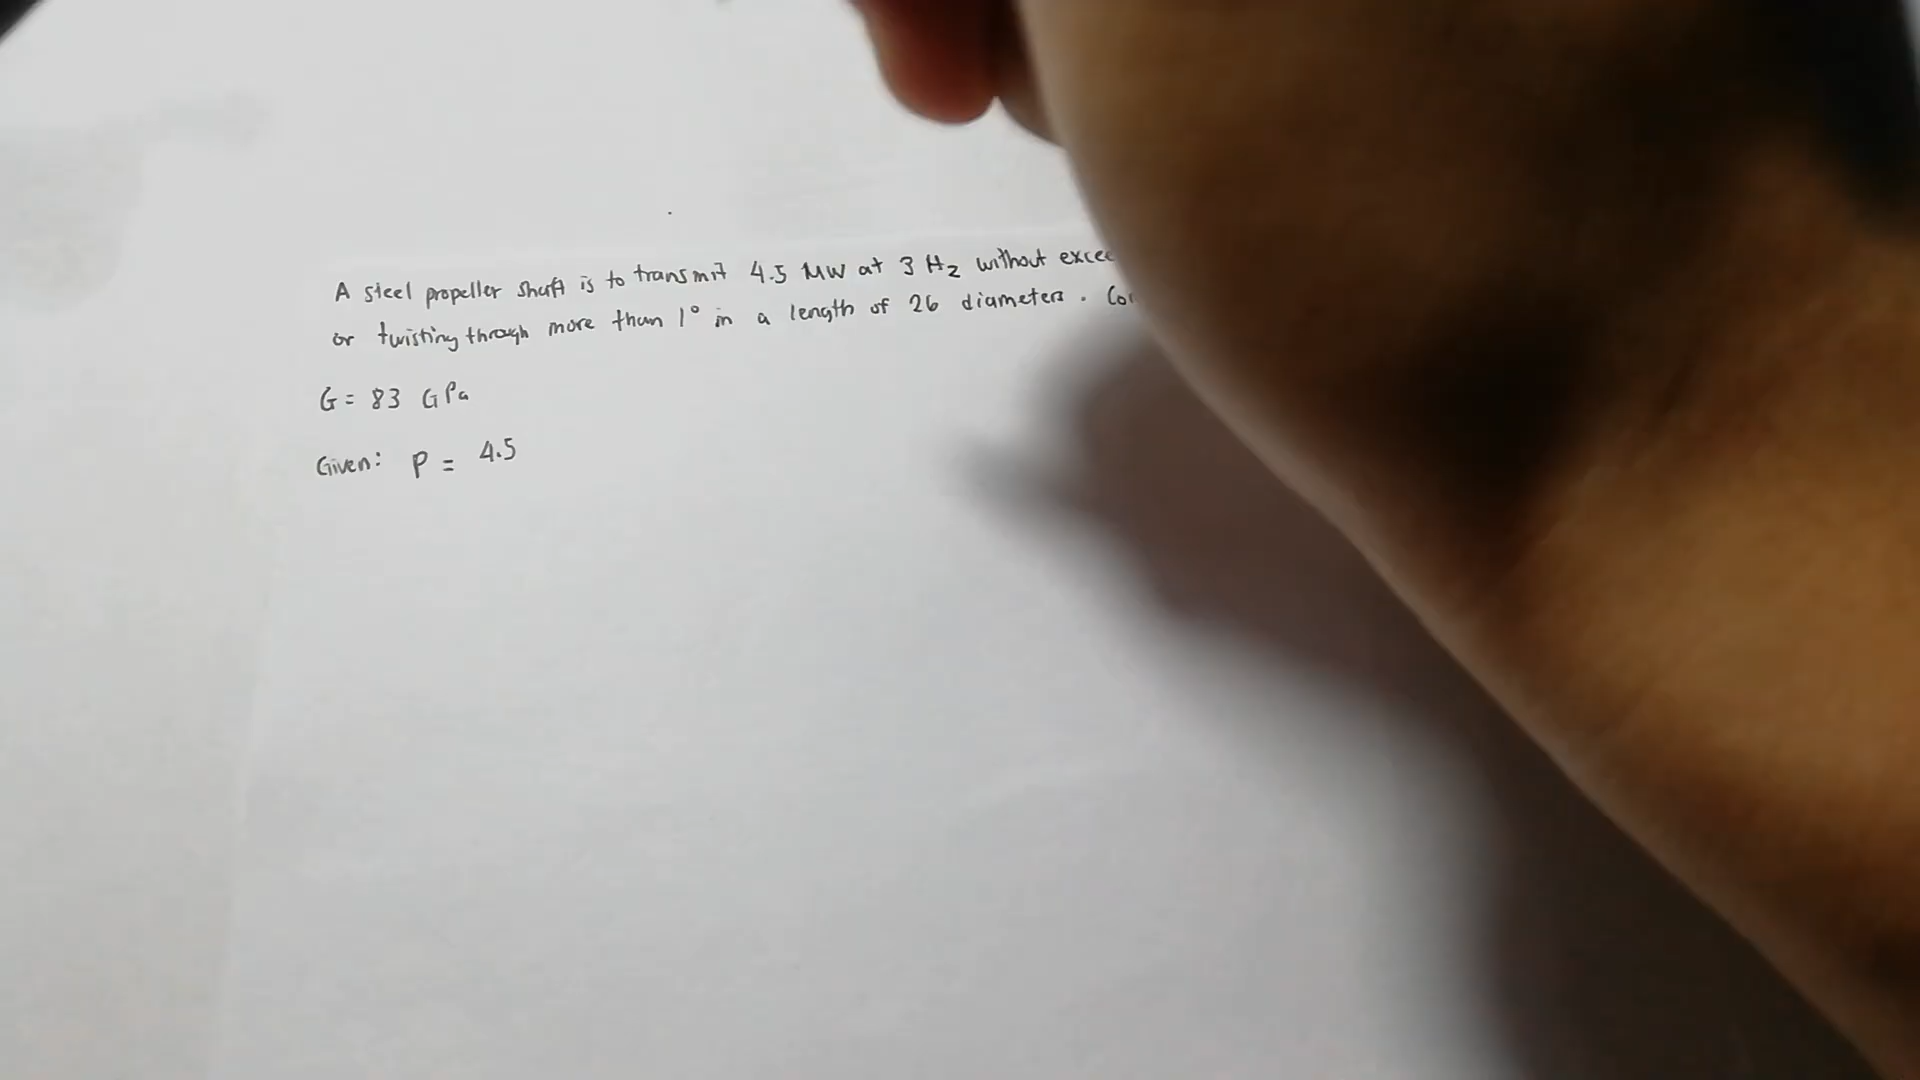 A steel propeller shaft is to transmit 4.5 MW at 3 Hz without
or twisting through more than 1° in a length of 26 diameters.
G = 83 GPa
Given: P = 4.5